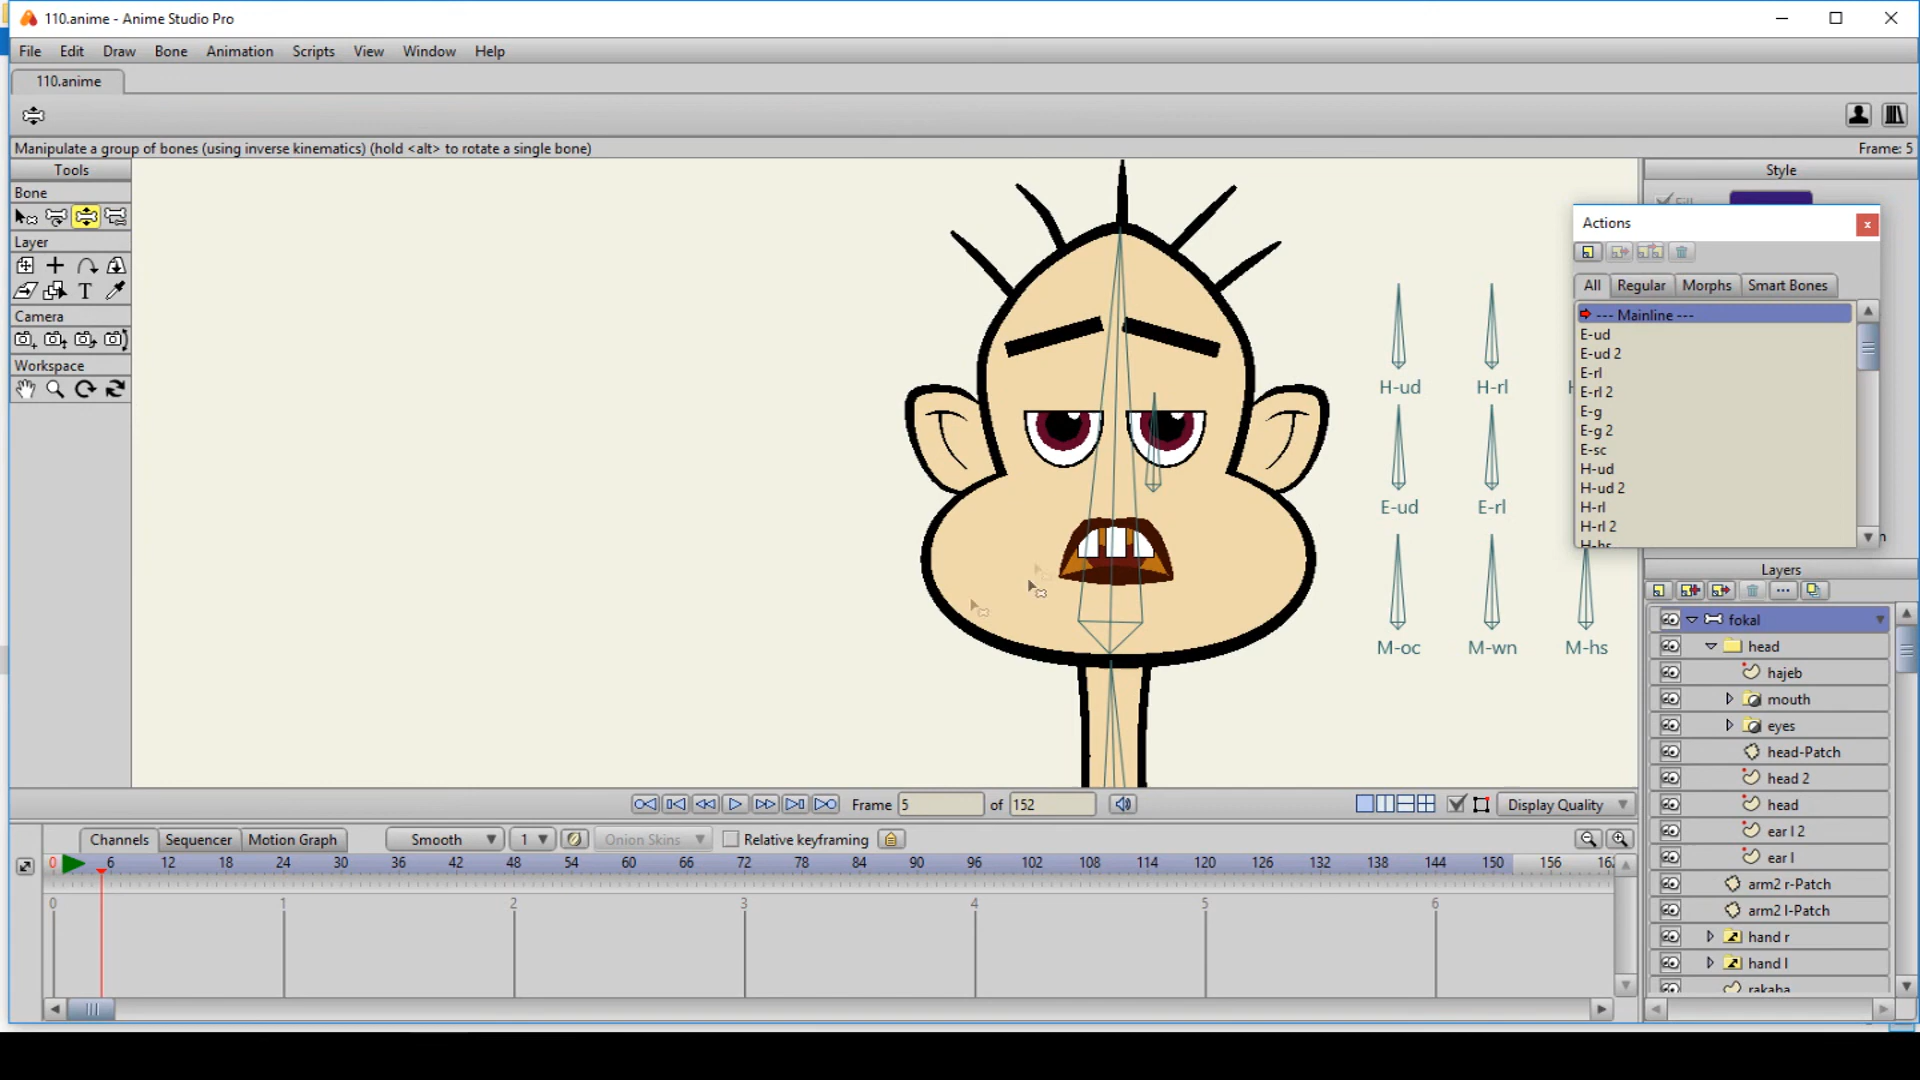 110.anime - Anime Studio Pro
File Edit Draw Bone Animation Scripts View Window Help
110.anime
Manipulate a group of bones (using inverse kinematics) (hold <alt> to rotate a single bone)
Frame: 5
Tools
Bone
Layer
Camera
Workspace
H-ud H-rl
E-ud E-rl
M-oc M-wn M-hs
Style
Fill
Actions
All Regular Morphs Smart Bones
--- Mainline ---
E-ud
E-ud 2
E-rl
E-rl 2
E-g
E-g 2
E-sc
H-ud
H-ud 2
H-rl
H-rl 2
H-hs
Layers
fokal
head
hajeb
mouth
eyes
head-Patch
head 2
head
ear l 2
ear l
arm2 r-Patch
arm2 l-Patch
hand r
hand l
rakaba
Frame 5 of 152
Display Quality
Channels Sequencer Motion Graph Smooth 1 Onion Skins Relative keyframing
0 6 12 18 24 30 36 42 48 54 60 66 72 78 84 90 96 102 108 114 120 126 132 138 144 150 156
0 1 2 3 4 5 6